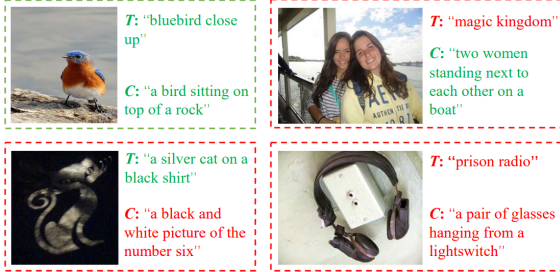 T: “bluebird close
up”
C: “a bird sitting on
top of a rock”
T: “magic kingdom”
C: “two women
standing next to
each other on a
boat”
T: “a silver cat on a
black shirt”
C: “a black and
white picture of the
number six”
T: “prison radio”
C: “a pair of glasses
hanging from a
lightswitch”